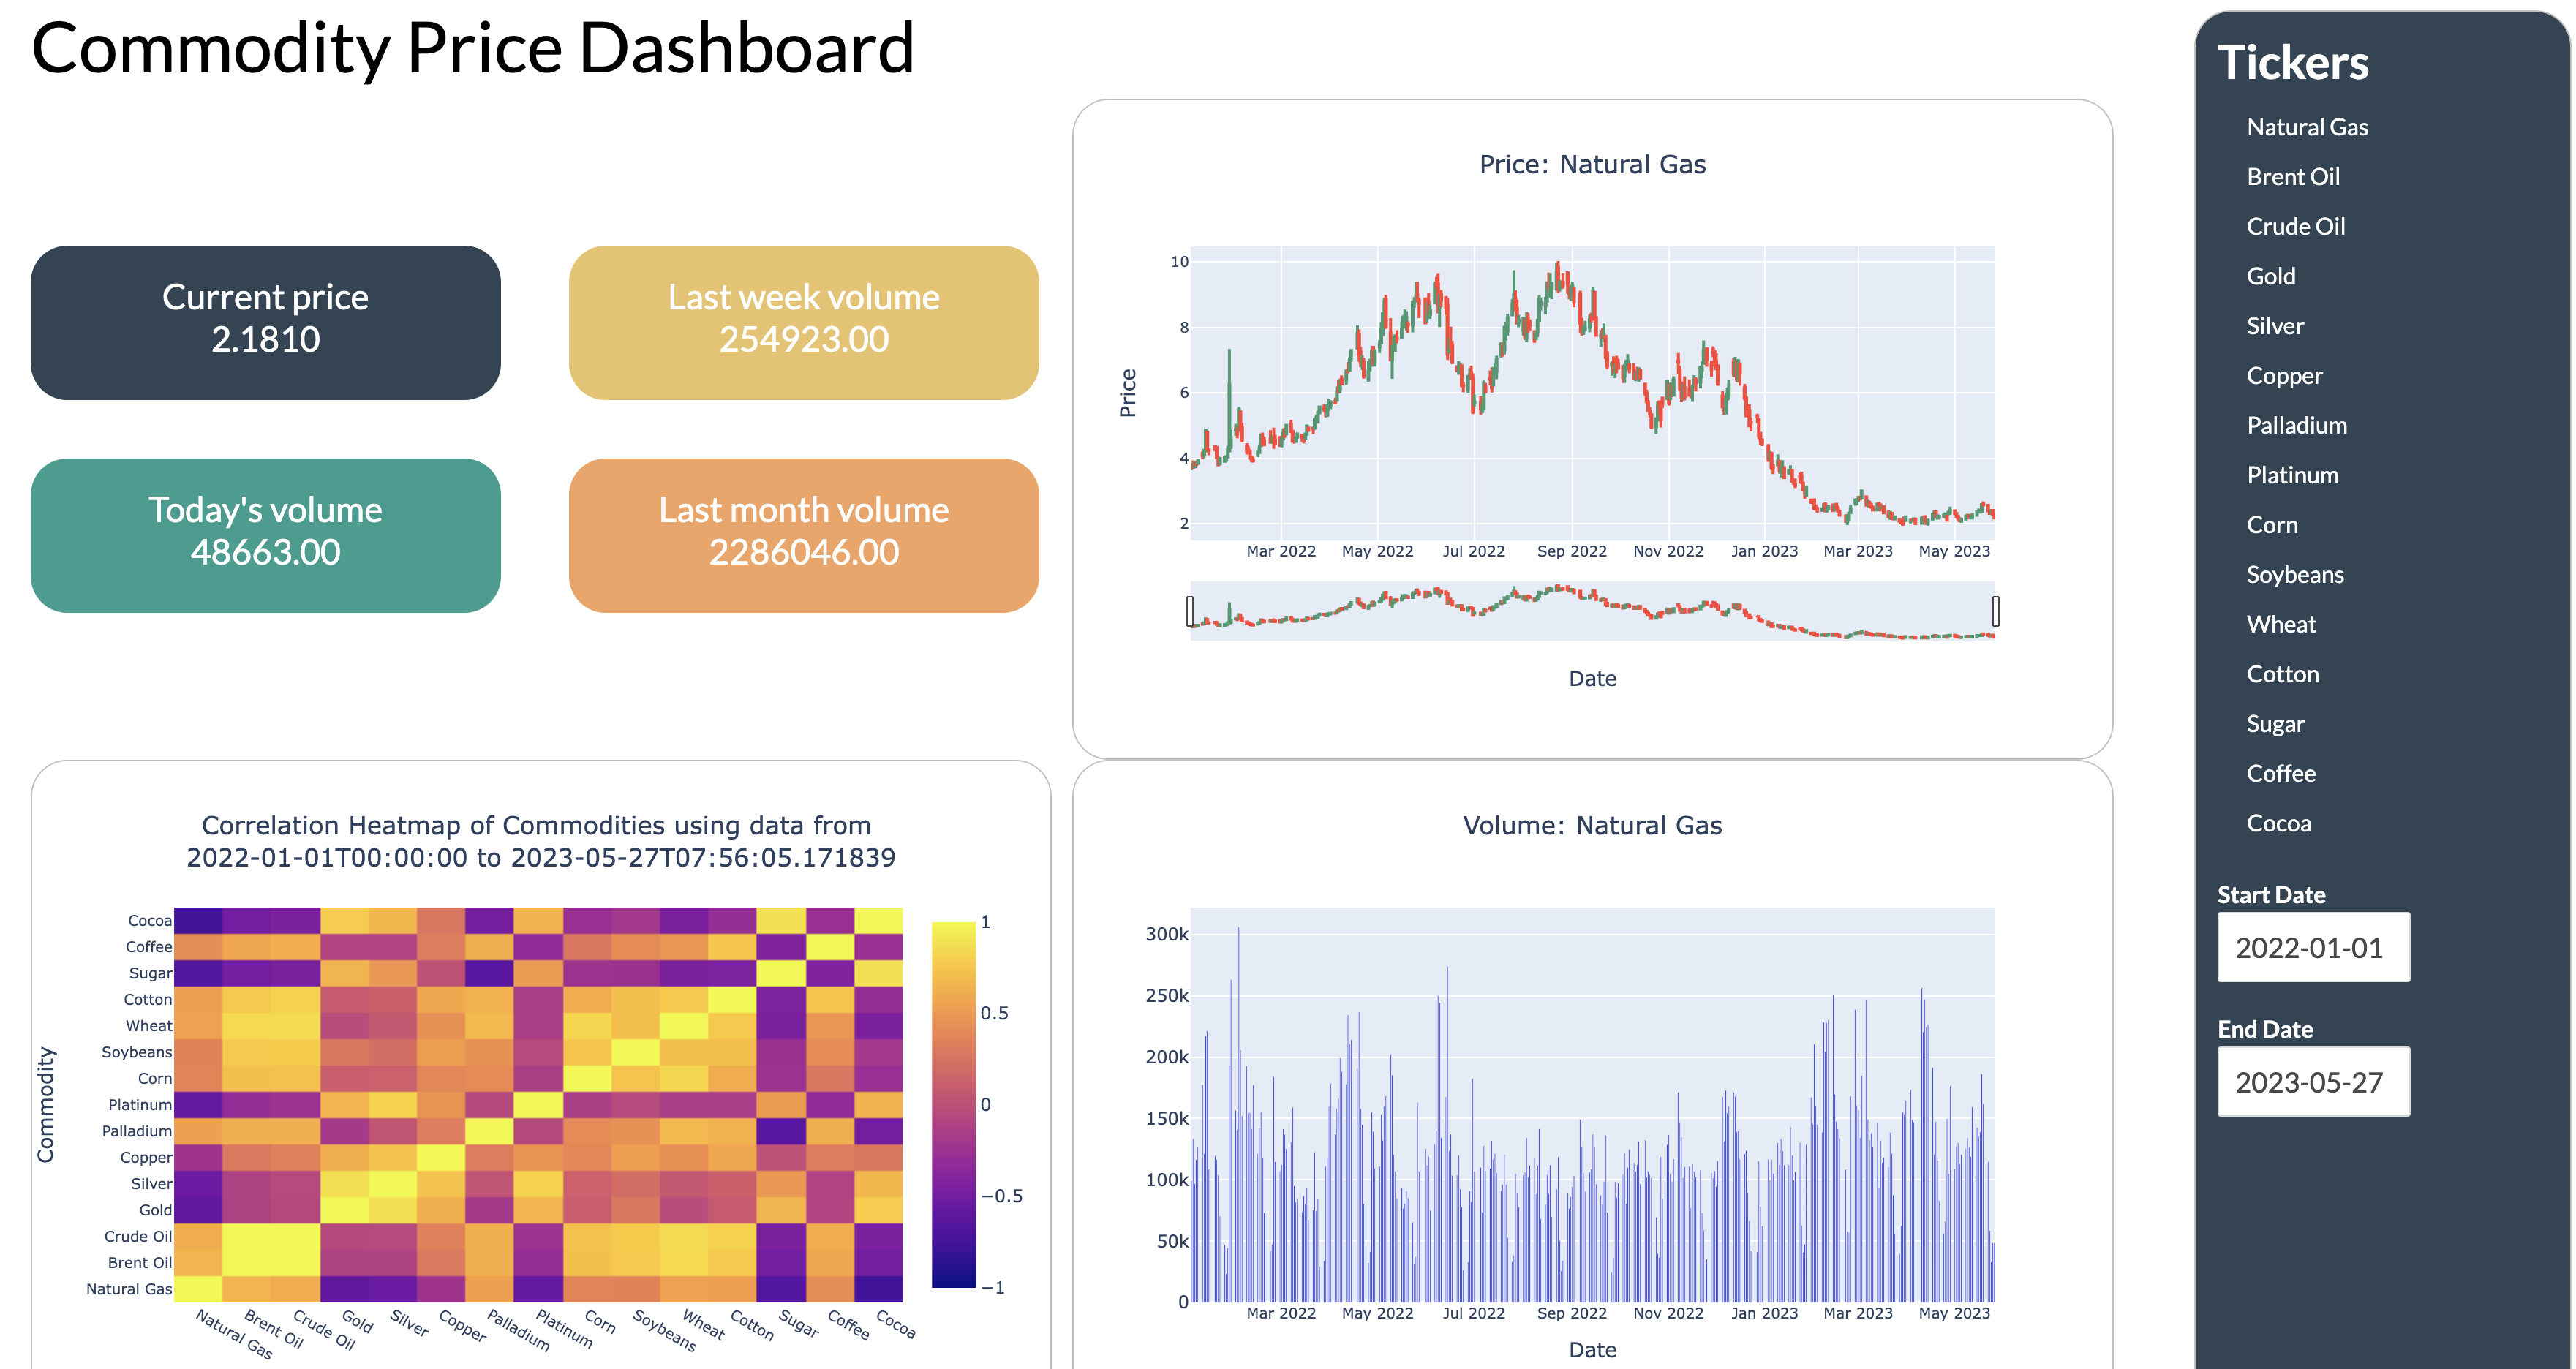 Commodity Price Dashboard
Current price
2.1810
Last week volume
254923.00
Today's volume
48663.00
Last month volume
2286046.00
Price: Natural Gas
Price
10
8
6
4
2
Mar 2022 May 2022 Jul 2022 Sep 2022 Nov 2022 Jan 2023 Mar 2023 May 2023
Date
Correlation Heatmap of Commodities using data from
2022-01-01T00:00:00 to 2023-05-27T07:56:05.171839
Commodity
Cocoa
Coffee
Sugar
Cotton
Wheat
Soybeans
Corn
Platinum
Palladium
Copper
Silver
Gold
Crude Oil
Brent Oil
Natural Gas
Natural Gas Brent Oil Crude Oil Gold Silver Copper Palladium Platinum Corn Soybeans Wheat Cotton Sugar Coffee Cocoa
1
0.5
0
−0.5
−1
Volume: Natural Gas
300k
250k
200k
150k
100k
50k
0
Mar 2022 May 2022 Jul 2022 Sep 2022 Nov 2022 Jan 2023 Mar 2023 May 2023
Date
Tickers
Natural Gas
Brent Oil
Crude Oil
Gold
Silver
Copper
Palladium
Platinum
Corn
Soybeans
Wheat
Cotton
Sugar
Coffee
Cocoa
Start Date
2022-01-01
End Date
2023-05-27